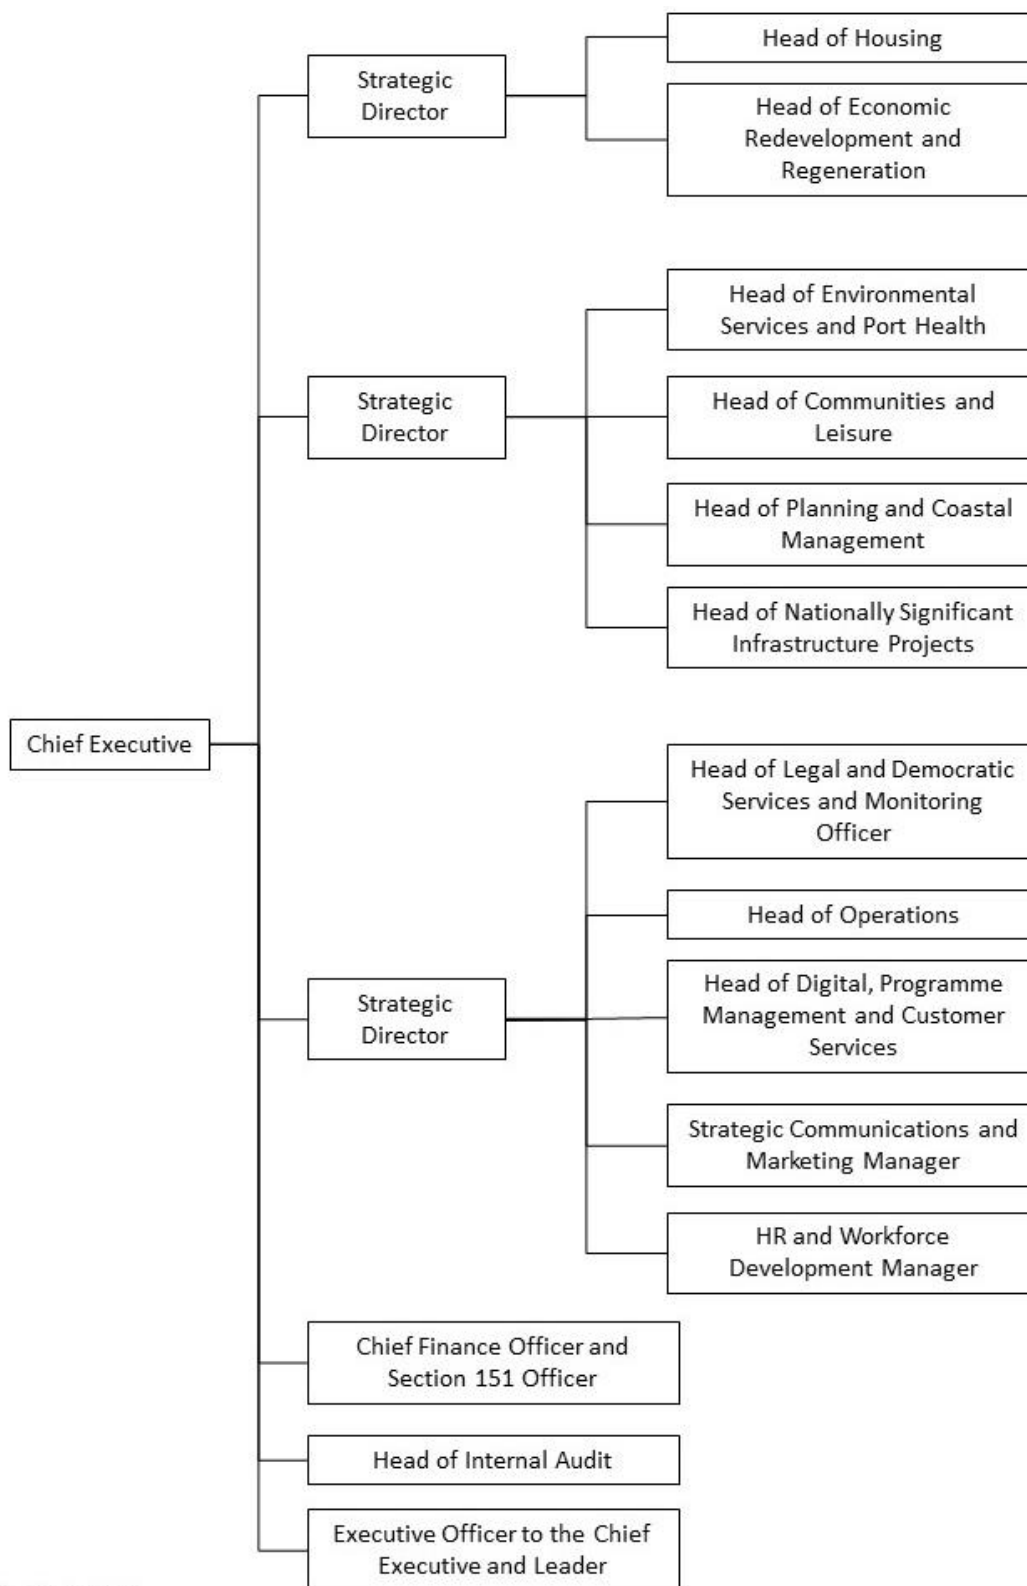 Head of Housing
Strategic
Director
Head of Economic
Redevelopment and
Regeneration
Head of Environmental
Services and Port Health
Strategic
Director
Head of Communities and
Leisure
Head of Planning and Coastal
Management
Head of Nationally Significant
Infrastructure Projects
Chief Executive
Head of Legal and Democratic
Services and Monitoring
Officer
Head of Operations
Strategic
Director
Head of Digital, Programme
Management and Customer
Services
Strategic Communications and
Marketing Manager
HR and Workforce
Development Manager
Chief Finance Officer and
Section 151 Officer
Head of Internal Audit
Executive Officer to the Chief
Executive and Leader